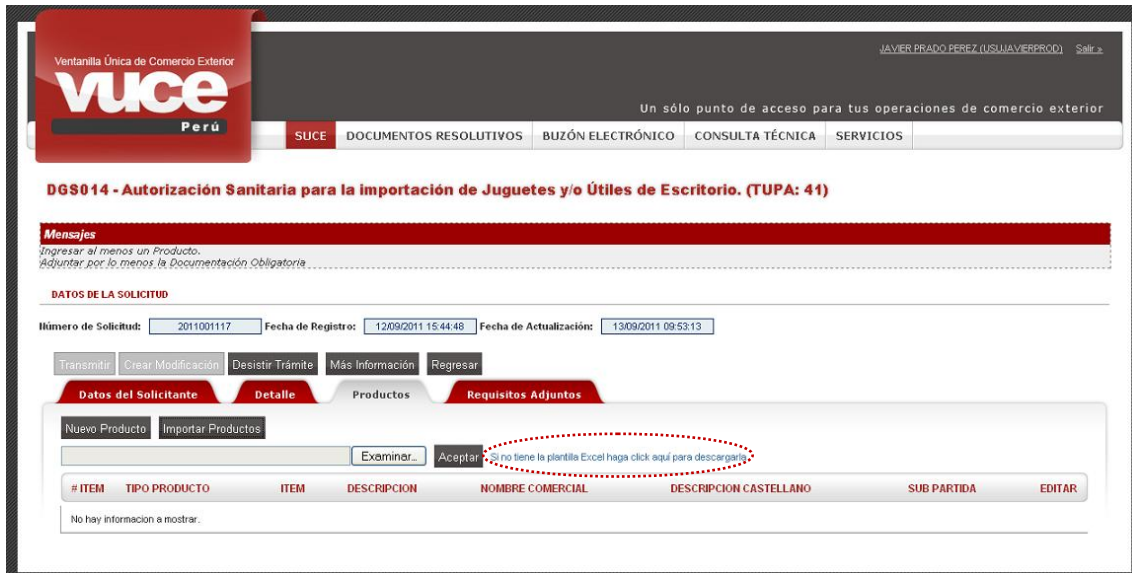 Ventanilla Única de Comercio Exterior
vuce
Perú
JAVIER PRADO PEREZ (USUJAVIERPROD) Salir »
Un sólo punto de acceso para tus operaciones de comercio exterior
SUCE DOCUMENTOS RESOLUTIVOS BUZÓN ELECTRÓNICO CONSULTA TÉCNICA SERVICIOS
DGS014 - Autorización Sanitaria para la importación de Juguetes y/o Útiles de Escritorio. (TUPA: 41)
Mensajes
Ingresar al menos un Producto.
Adjuntar por lo menos la Documentación Obligatoria
DATOS DE LA SOLICITUD
Número de Solicitud: 2011001117 Fecha de Registro: 12/09/2011 15:44:48 Fecha de Actualización: 13/09/2011 09:53:13
Transmitir Crear Modificación Desistir Trámite Más Información Regresar
Datos del Solicitante Detalle Productos Requisitos Adjuntos
Nuevo Producto Importar Productos
Examinar... Aceptar Si no tiene la plantilla Excel haga click aquí para descargarla.
# ITEM TIPO PRODUCTO ITEM DESCRIPCION NOMBRE COMERCIAL DESCRIPCION CASTELLANO SUB PARTIDA EDITAR
No hay informacion a mostrar.